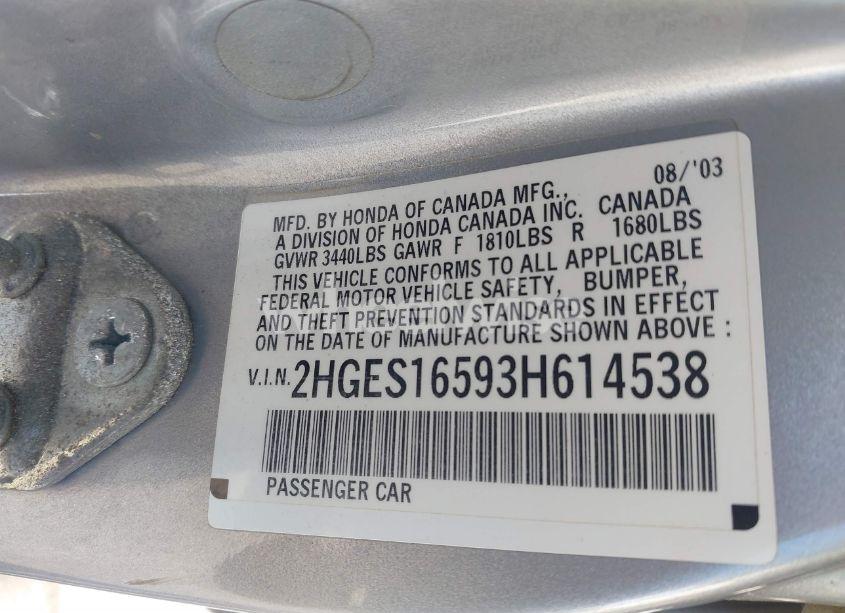 08/'03
MFD. BY HONDA OF CANADA MFG.,
A DIVISION OF HONDA CANADA INC. CANADA
GVWR 3440LBS GAWR F 1810LBS R 1680LBS
THIS VEHICLE CONFORMS TO ALL APPLICABLE
FEDERAL MOTOR VEHICLE SAFETY, BUMPER,
AND THEFT PREVENTION STANDARDS IN EFFECT
ON THE DATE OF MANUFACTURE SHOWN ABOVE :
V.I.N. 2HGES16593H614538
PASSENGER CAR